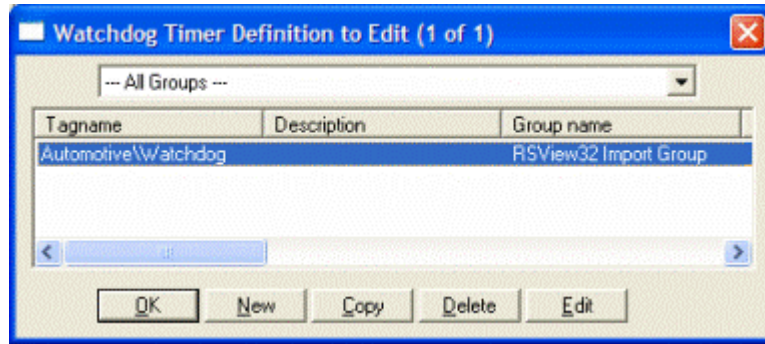 Watchdog Timer Definition to Edit (1 of 1)
--- All Groups ---
Tagname Description Group name
Automotive\Watchdog RSView32 Import Group
OK New Copy Delete Edit